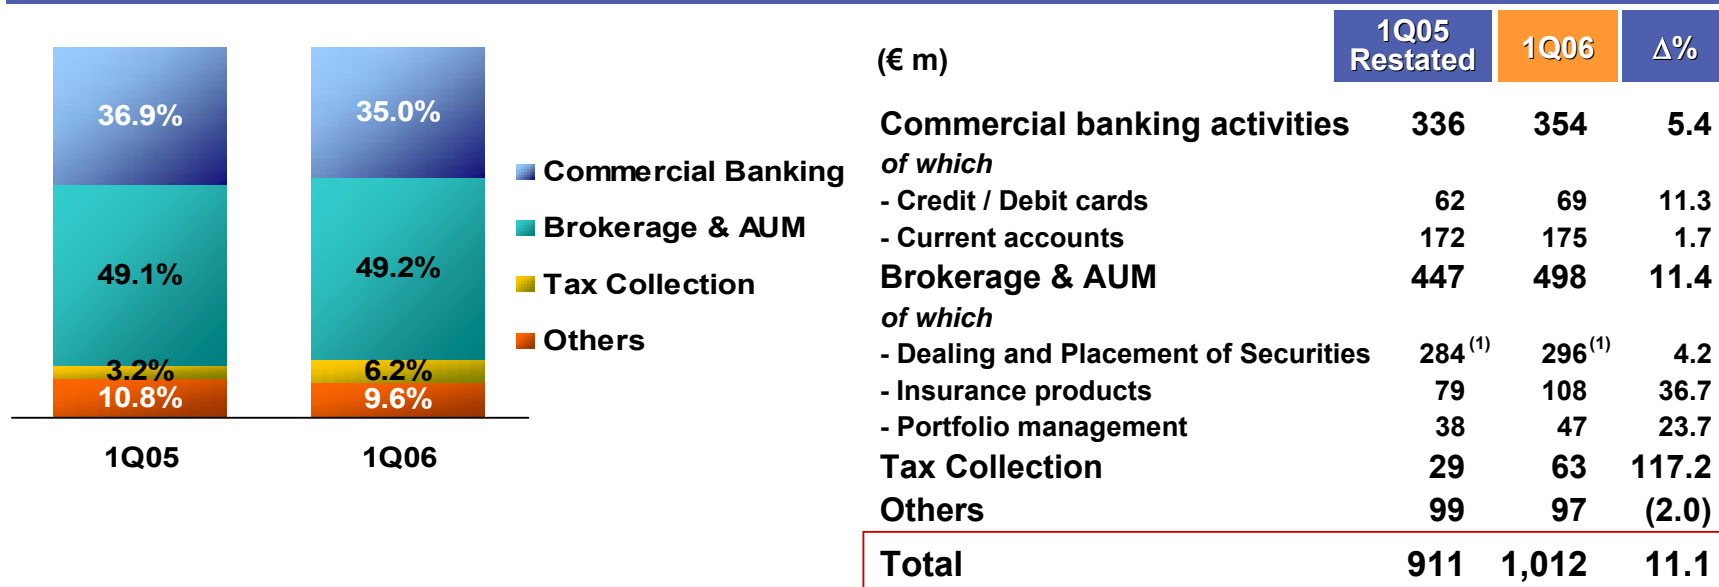 36.9%
35.0%
49.1%
49.2%
3.2%
6.2%
10.8%
9.6%
1Q05
1Q06
Commercial Banking
Brokerage & AUM
Tax Collection
Others
(€ m)
1Q05 Restated
1Q06
Δ%
Commercial banking activities 336 354 5.4
of which
- Credit / Debit cards 62 69 11.3
- Current accounts 172 175 1.7
Brokerage & AUM 447 498 11.4
of which
- Dealing and Placement of Securities 284(1) 296(1) 4.2
- Insurance products 79 108 36.7
- Portfolio management 38 47 23.7
Tax Collection 29 63 117.2
Others 99 97 (2.0)
Total 911 1,012 11.1